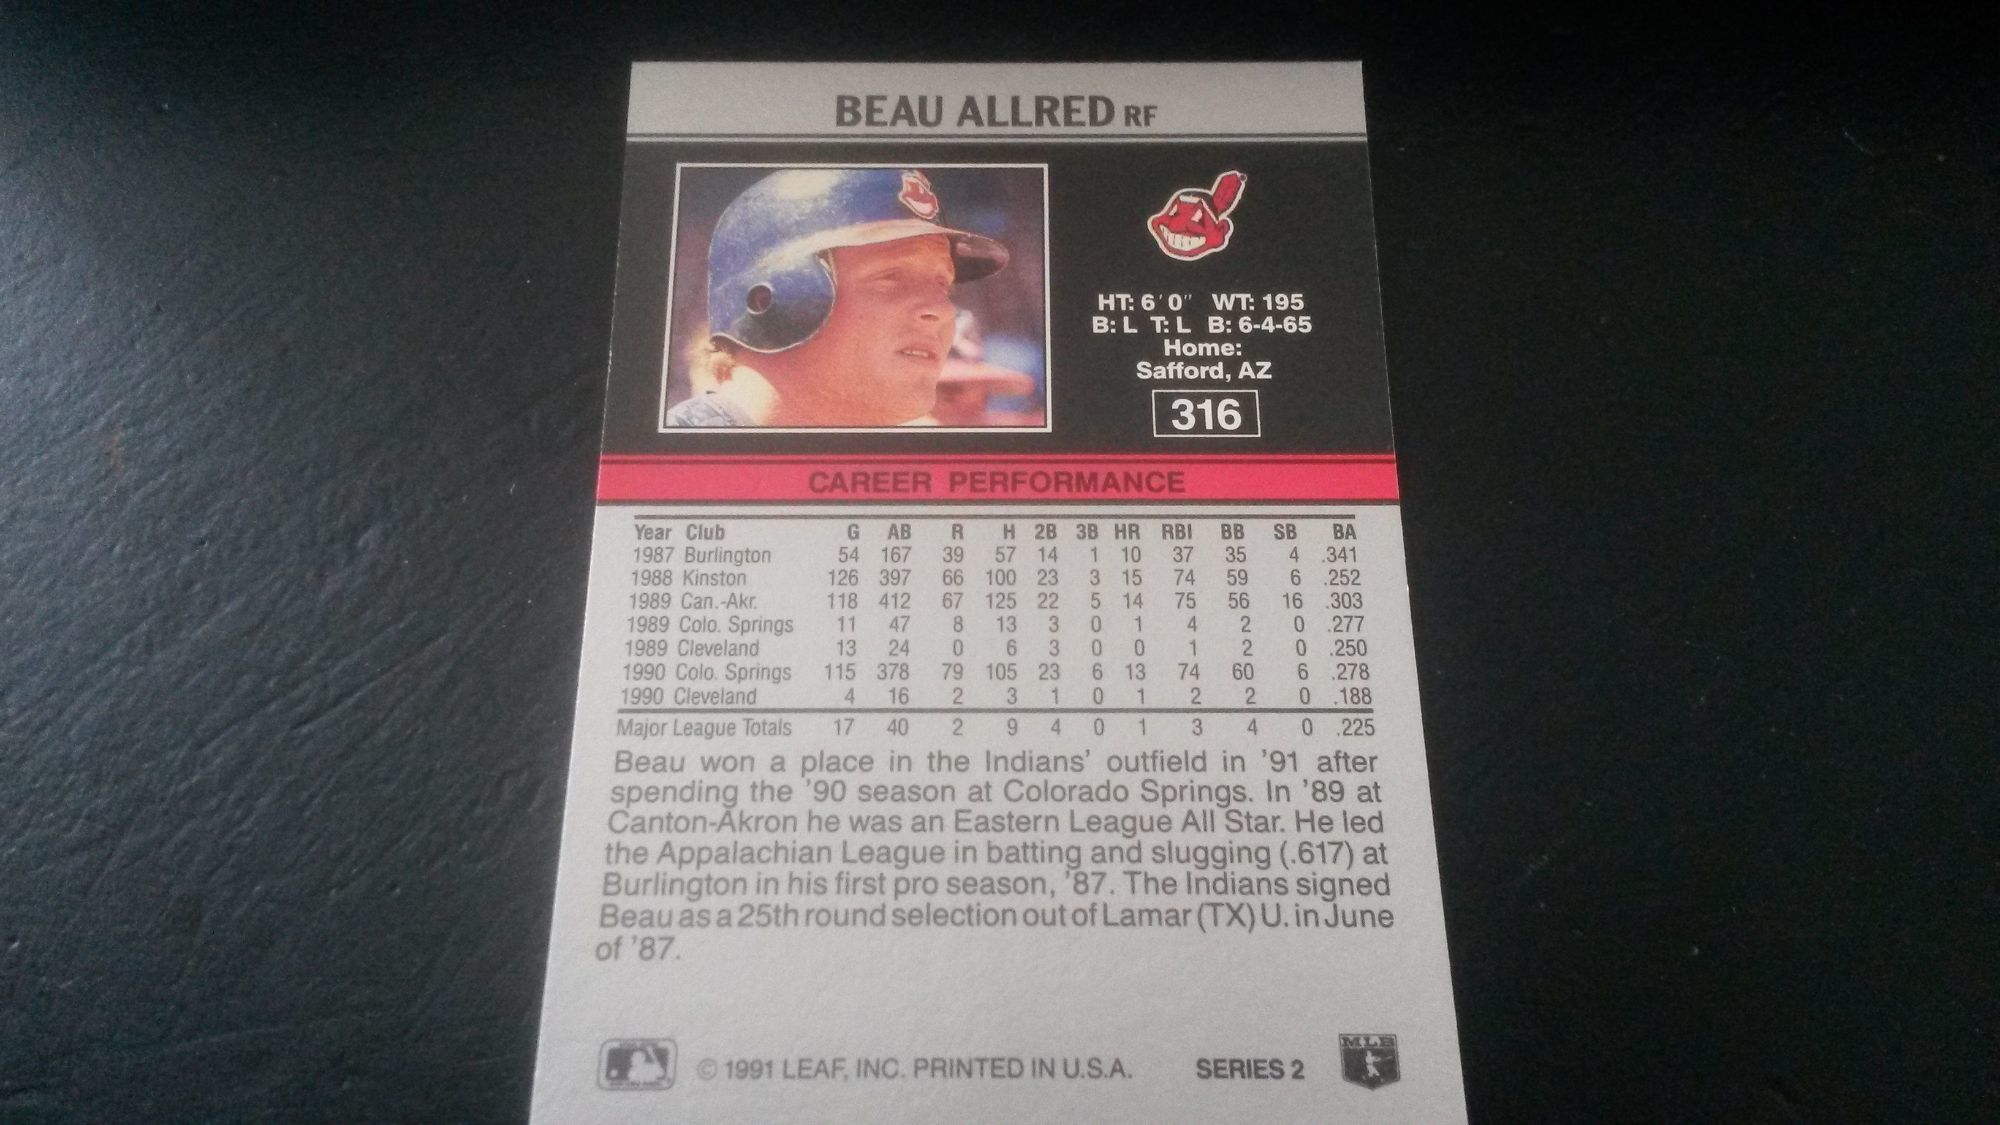 BEAU ALLRED RF
HT: 6'0" WT: 195
B: L T: L B: 6-4-65
Home:
Safford, AZ
316
CAREER PERFORMANCE
Year Club G AB R H 2B 3B HR RBI BB SB BA
1987 Burlington 54 167 39 57 14 1 10 37 35 4 .341
1988 Kinston 126 397 66 100 23 3 15 74 59 6 .252
1989 Can.-Akr. 118 412 67 125 22 5 14 75 56 16 .303
1989 Colo. Springs 11 47 8 13 3 0 1 4 2 0 .277
1989 Cleveland 13 24 0 6 3 0 0 1 2 0 .250
1990 Colo. Springs 115 378 79 105 23 6 13 74 60 6 .278
1990 Cleveland 4 16 2 3 1 0 1 2 2 0 .188
Major League Totals 17 40 2 9 4 0 1 3 4 0 .225
Beau won a place in the Indians' outfield in '91 after
spending the '90 season at Colorado Springs. In '89 at
Canton-Akron he was an Eastern League All Star. He led
the Appalachian League in batting and slugging (.617) at
Burlington in his first pro season, '87. The Indians signed
Beau as a 25th round selection out of Lamar (TX) U. in June
of '87.
© 1991 LEAF, INC. PRINTED IN U.S.A. SERIES 2
MLB